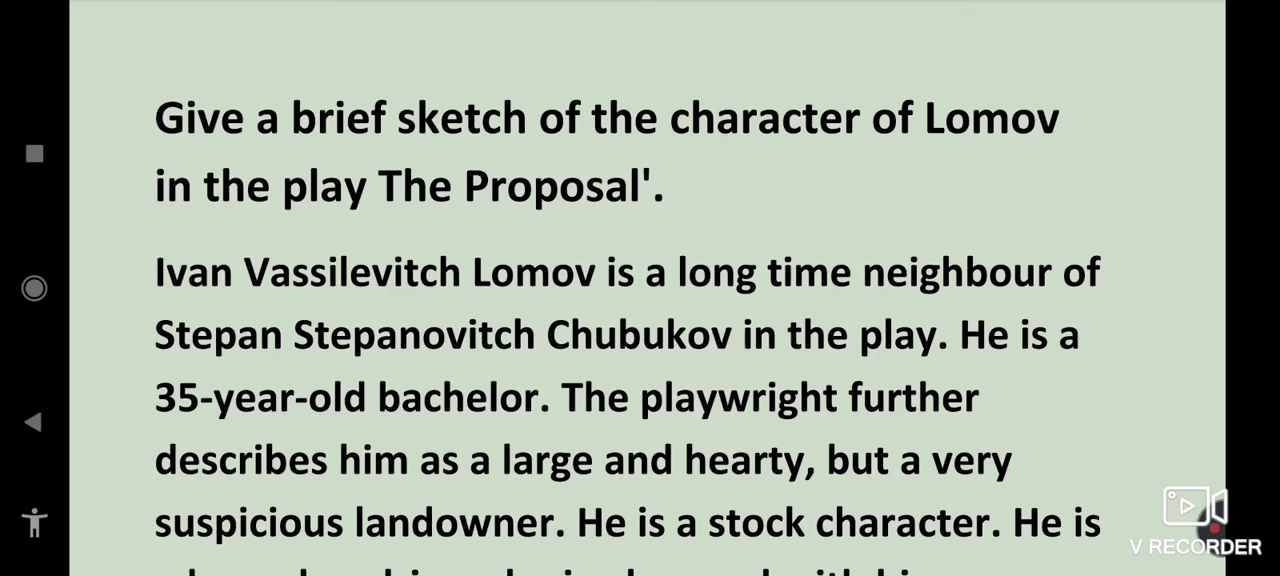 Give a brief sketch of the character of Lomov
in the play The Proposal'.
Ivan Vassilevitch Lomov is a long time neighbour of
Stepan Stepanovitch Chubukov in the play. He is a
35-year-old bachelor. The playwright further
describes him as a large and hearty, but a very
suspicious landowner. He is a stock character. He is
V RECORDER